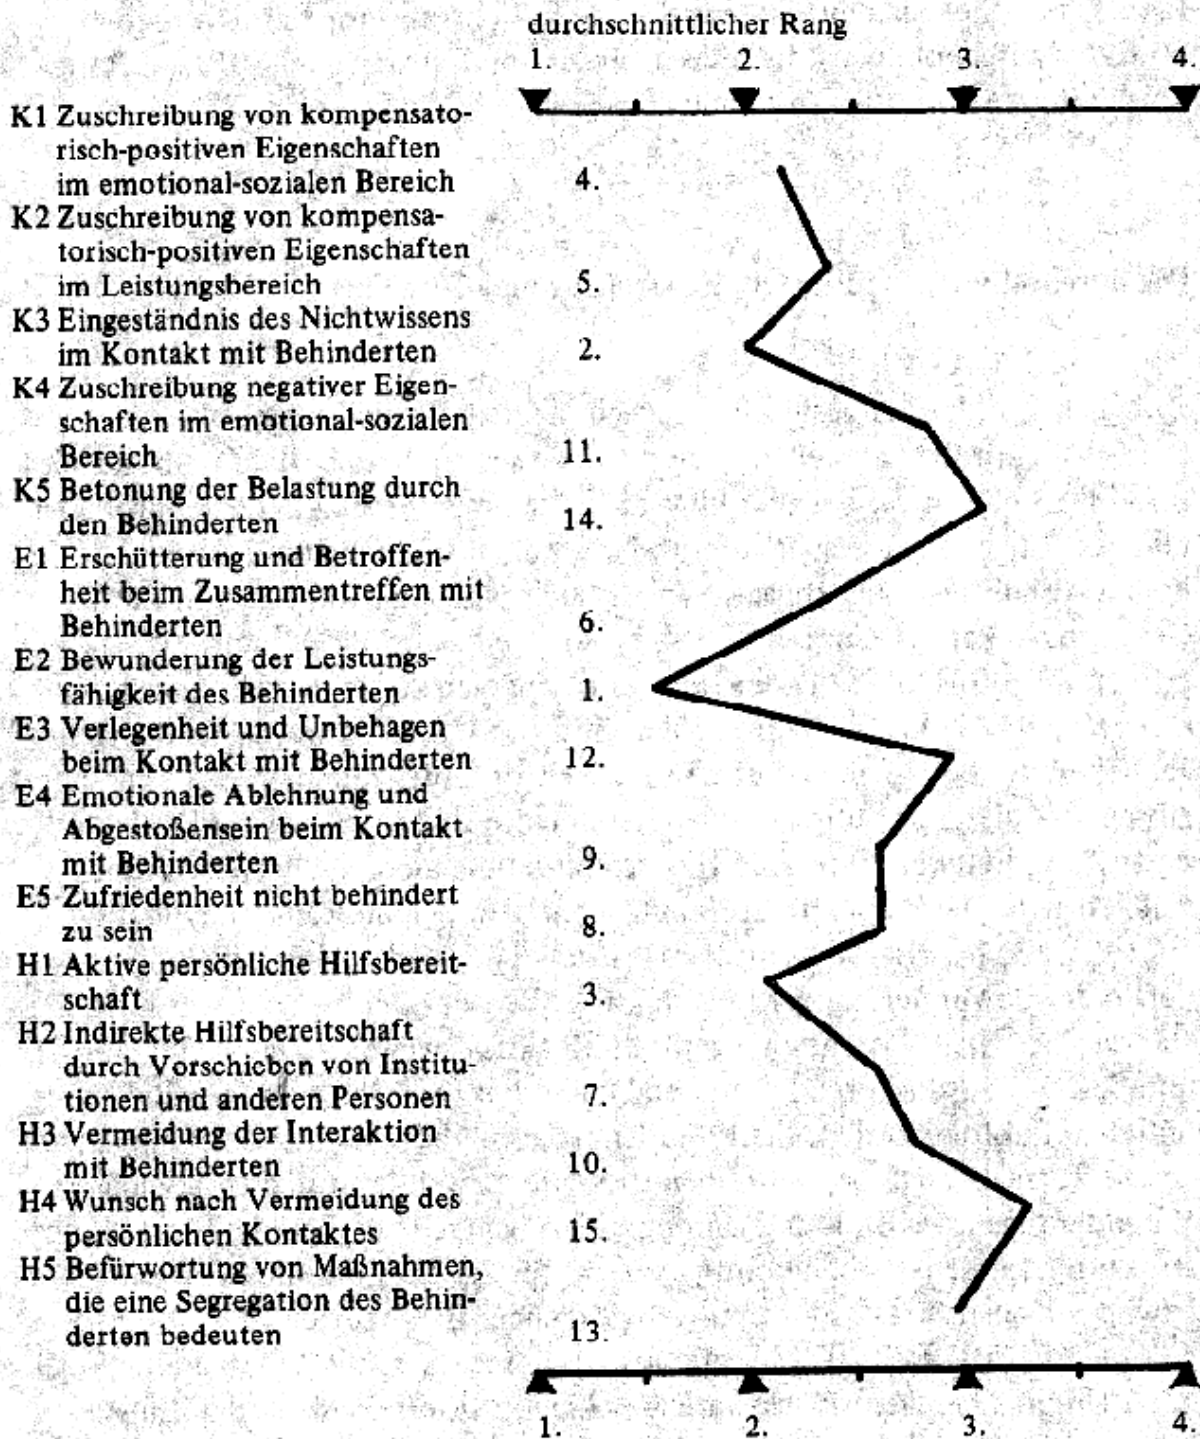 durchschnittlicher Rang
1. 2. 3. 4.
K1 Zuschreibung von kompensato-
risch-positiven Eigenschaften
im emotional-sozialen Bereich 4.
K2 Zuschreibung von kompensa-
torisch-positiven Eigenschaften
im Leistungsbereich 5.
K3 Eingeständnis des Nichtwissens
im Kontakt mit Behinderten 2.
K4 Zuschreibung negativer Eigen-
schaften im emotional-sozialen
Bereich 11.
K5 Betonung der Belastung durch
den Behinderten 14.
E1 Erschütterung und Betroffen-
heit beim Zusammentreffen mit
Behinderten 6.
E2 Bewunderung der Leistungs-
fähigkeit des Behinderten 1.
E3 Verlegenheit und Unbehagen
beim Kontakt mit Behinderten 12.
E4 Emotionale Ablehnung und
Abgestoßensein beim Kontakt
mit Behinderten 9.
E5 Zufriedenheit nicht behindert
zu sein 8.
H1 Aktive persönliche Hilfsbereit-
schaft 3.
H2 Indirekte Hilfsbereitschaft
durch Vorschieben von Institu-
tionen und anderen Personen 7.
H3 Vermeidung der Interaktion
mit Behinderten 10.
H4 Wunsch nach Vermeidung des
persönlichen Kontaktes 15.
H5 Befürwortung von Maßnahmen,
die eine Segregation des Behin-
derten bedeuten 13.
1. 2. 3. 4.